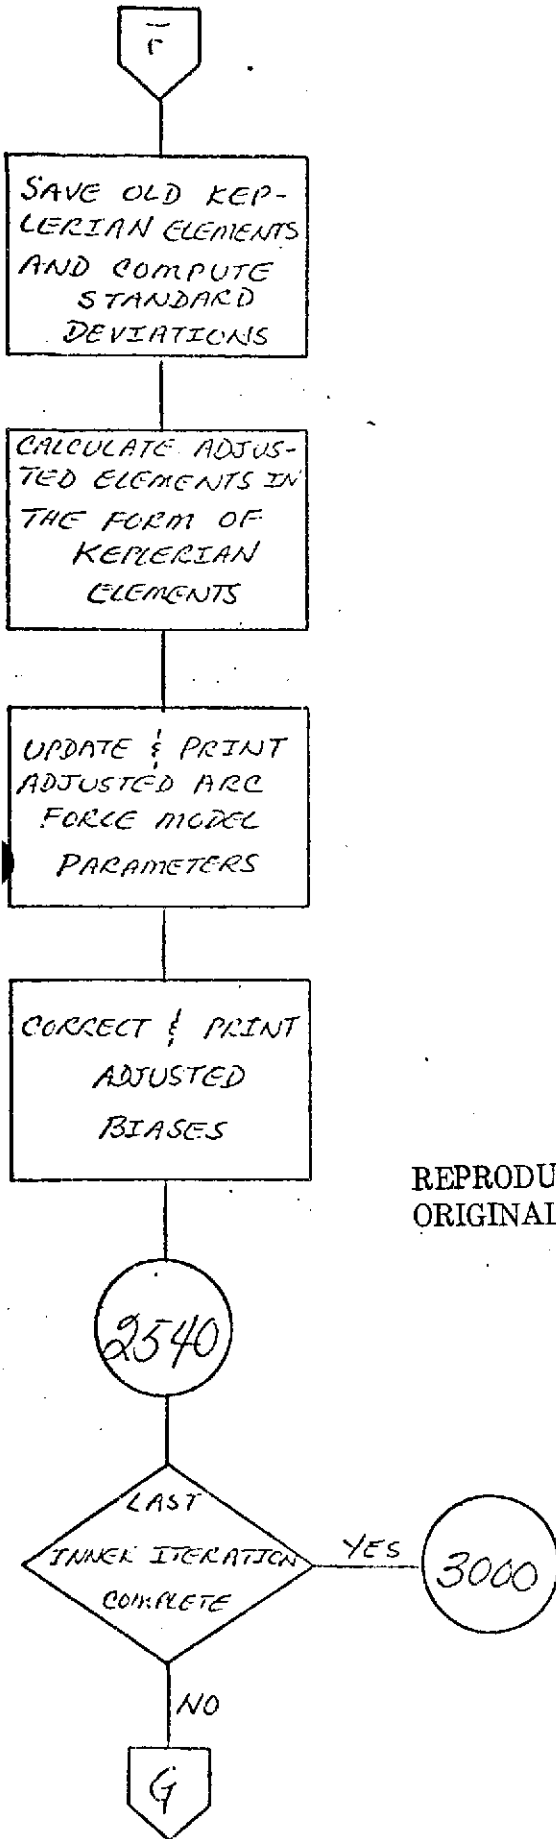 SAVE OLD KEP-
LERIAN ELEMENTS
AND COMPUTE
STANDARD
DEVIATIONS
CALCULATE ADJUS-
TED ELEMENTS IN
THE FORM OF
KEPLERIAN
ELEMENTS
UPDATE & PRINT
ADJUSTED ARC
FORCE MODEL
PARAMETERS
CORRECT & PRINT
ADJUSTED
BIASES
REPRODU
ORIGINAL
2540
LAST
INNER ITERATION
COMPLETE
YES
3000
NO
G